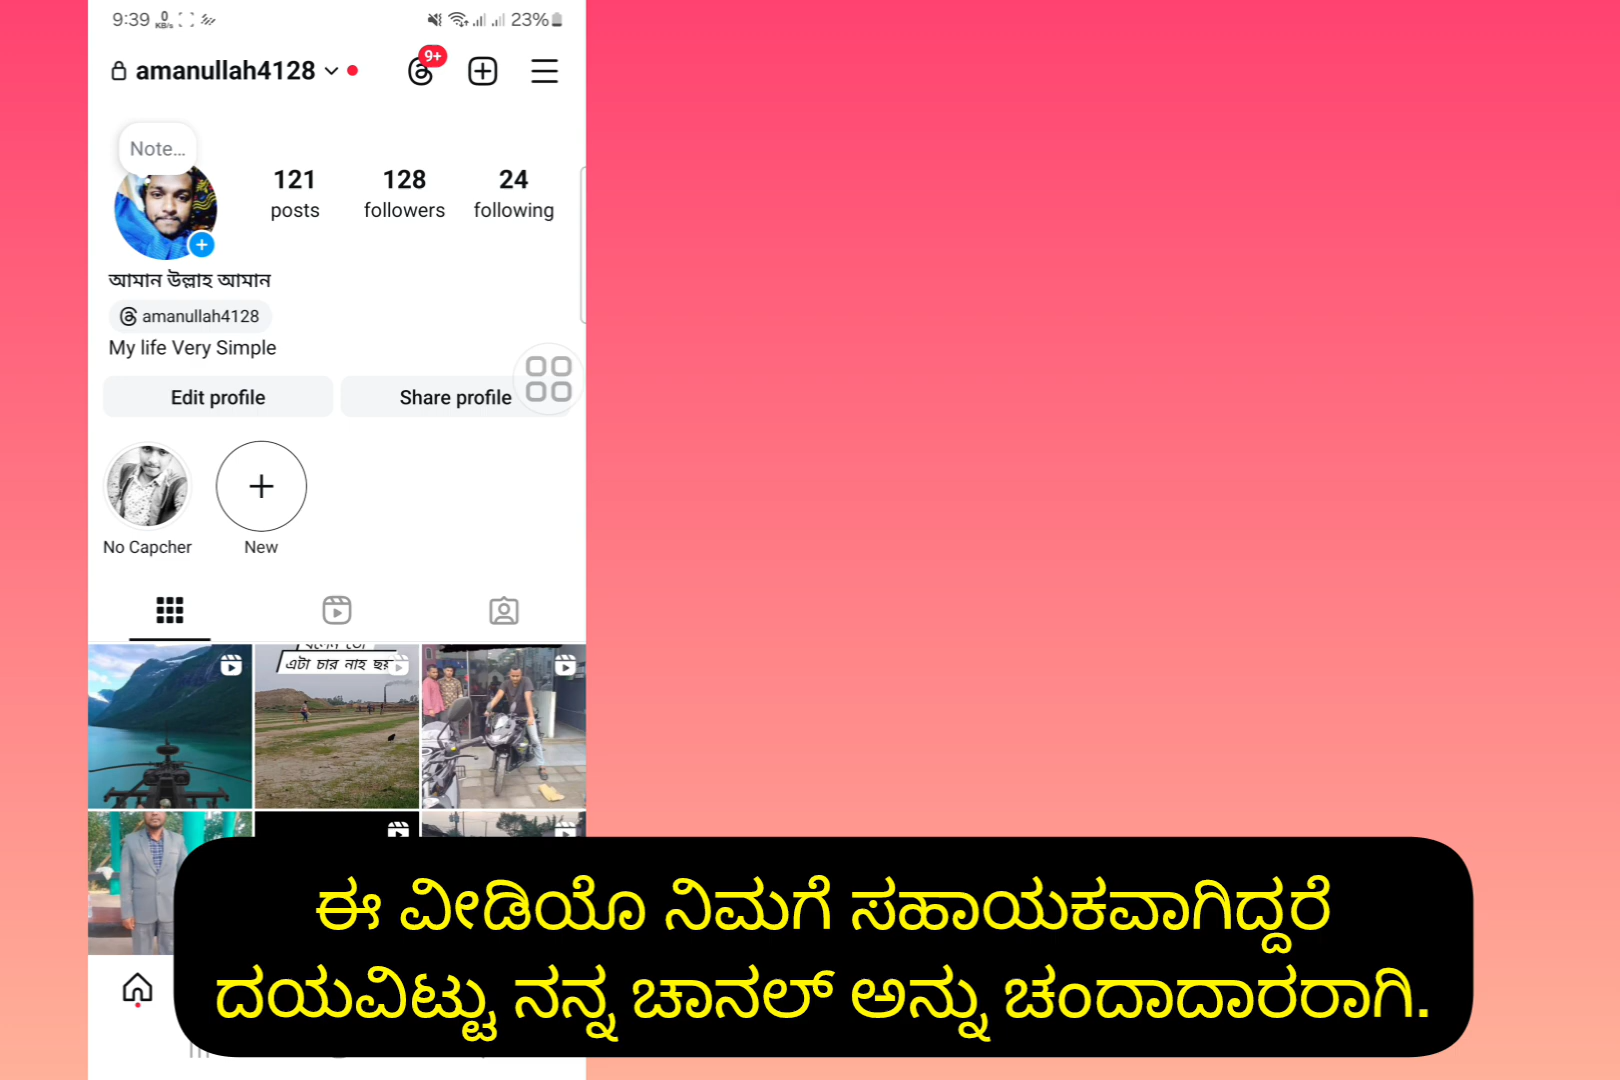 9:39 0 KB/s 23%
amanullah4128 9+
Note...
121 128 24
posts followers following
আমান উল্লাহ আমান
amanullah4128
My life Very Simple
Edit profile Share profile
No Capcher New
এটা চার নাহ ছয়
ಈ ವೀಡಿಯೊ ನಿಮಗೆ ಸಹಾಯಕವಾಗಿದ್ದರೆ
ದಯವಿಟ್ಟು ನನ್ನ ಚಾನಲ್ ಅನ್ನು ಚಂದಾದಾರರಾಗಿ.